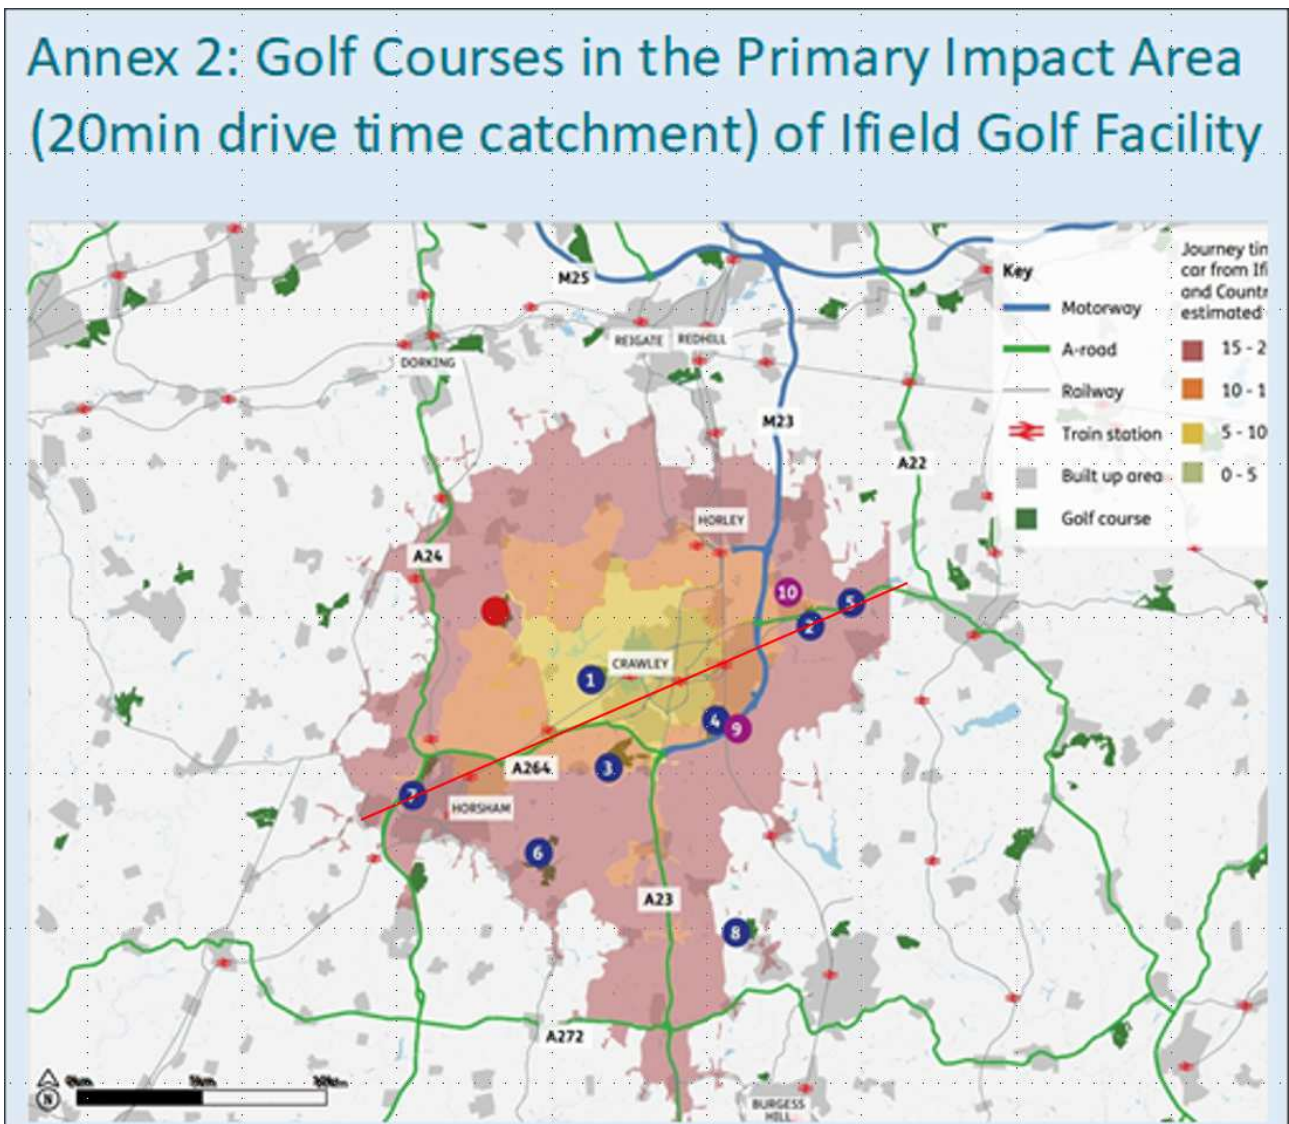 Annex 2: Golf Courses in the Primary Impact Area
(20min drive time catchment) of Ifield Golf Facility
M25
REIGATE
REDHILL
DORKING
M23
A22
HORLEY
A24
10
5
2
CRAWLEY
1
4
9
A264
3
7
HORSHAM
6
A23
8
A272
BURGESS
HILL
N
Key
Motorway
A-road
Railway
Train station
Built up area
Golf course
Journey tin
car from Ifi
and Countr
estimated
15 - 2
10 - 1
5 - 10
0 - 5